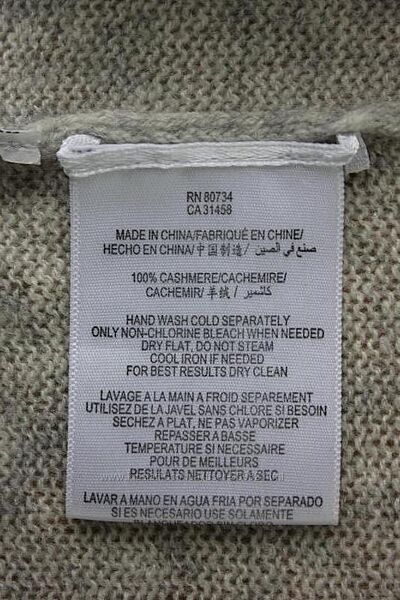 RN 80734
CA 31458
MADE IN CHINA/FABRIQUÉ EN CHINE/
HECHO EN CHINA/中国制造/ صنع في الصين/
100% CASHMERE/CACHEMIRE/
CACHEMIR/羊绒/ كاشمير/
HAND WASH COLD SEPARATELY
ONLY NON-CHLORINE BLEACH WHEN NEEDED
DRY FLAT, DO NOT STEAM
COOL IRON IF NEEDED
FOR BEST RESULTS DRY CLEAN
LAVAGE A LA MAIN A FROID SEPAREMENT
UTILISEZ DE LA JAVEL SANS CHLORE SI BESOIN
SECHEZ A PLAT, NE PAS VAPORIZER
REPASSER A BASSE
TEMPERATURE SI NECESSAIRE
POUR DE MEILLEURS
RESULATS NETTOYER A SEC
LAVAR A MANO EN AGUA FRIA POR SEPARADO
SI ES NECESARIO USE SOLAMENTE